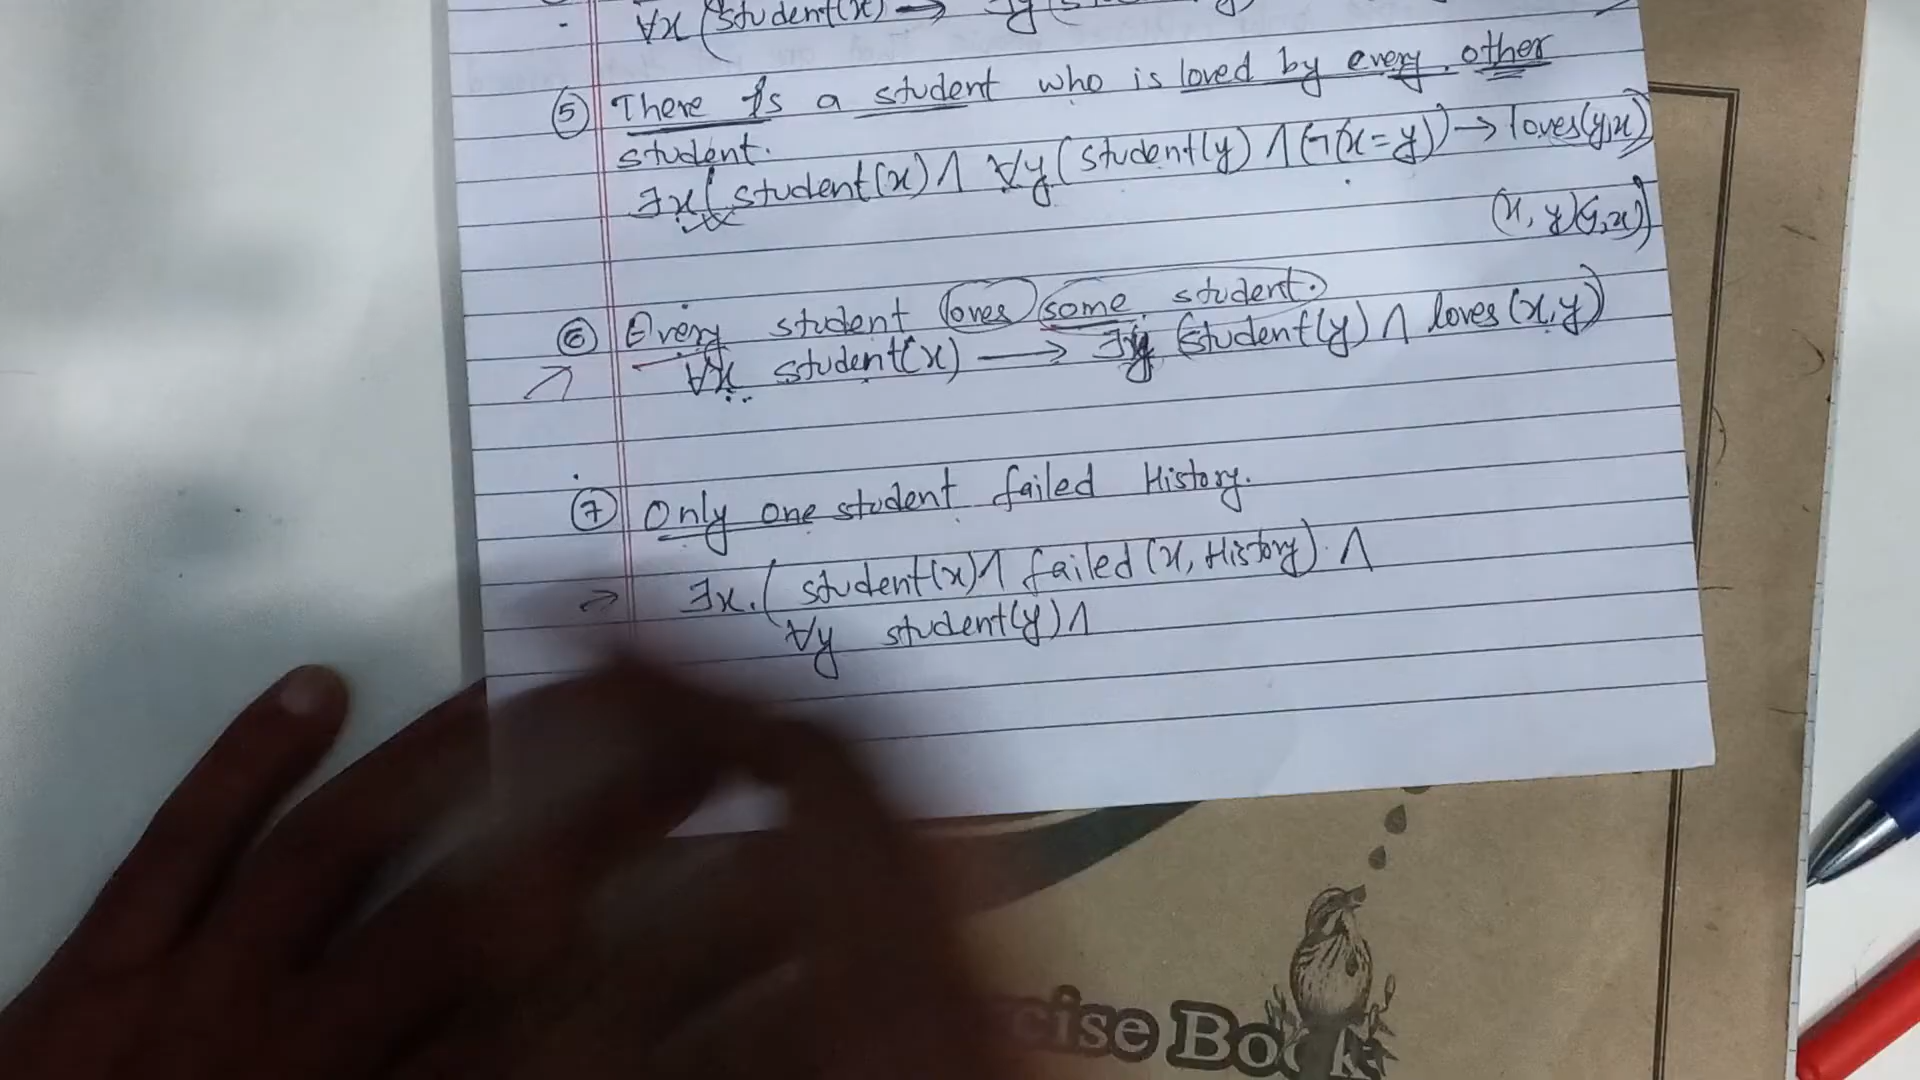 ∀x (student(x) → ∃y (
⑤ There is a student who is loved by every other
student.
∃x( student(x) ∧ ∀y( student(y) ∧ (¬(x=y)) → loves(y,x)
(x, y)(y,x)
⑥ Every student loves some student.
∀x student(x) → ∃y (student(y) ∧ loves(x,y))
⑦ Only one student failed History.
→ ∃x.( student(x) ∧ failed(x, History) ∧
∀y student(y) ∧
cise Book